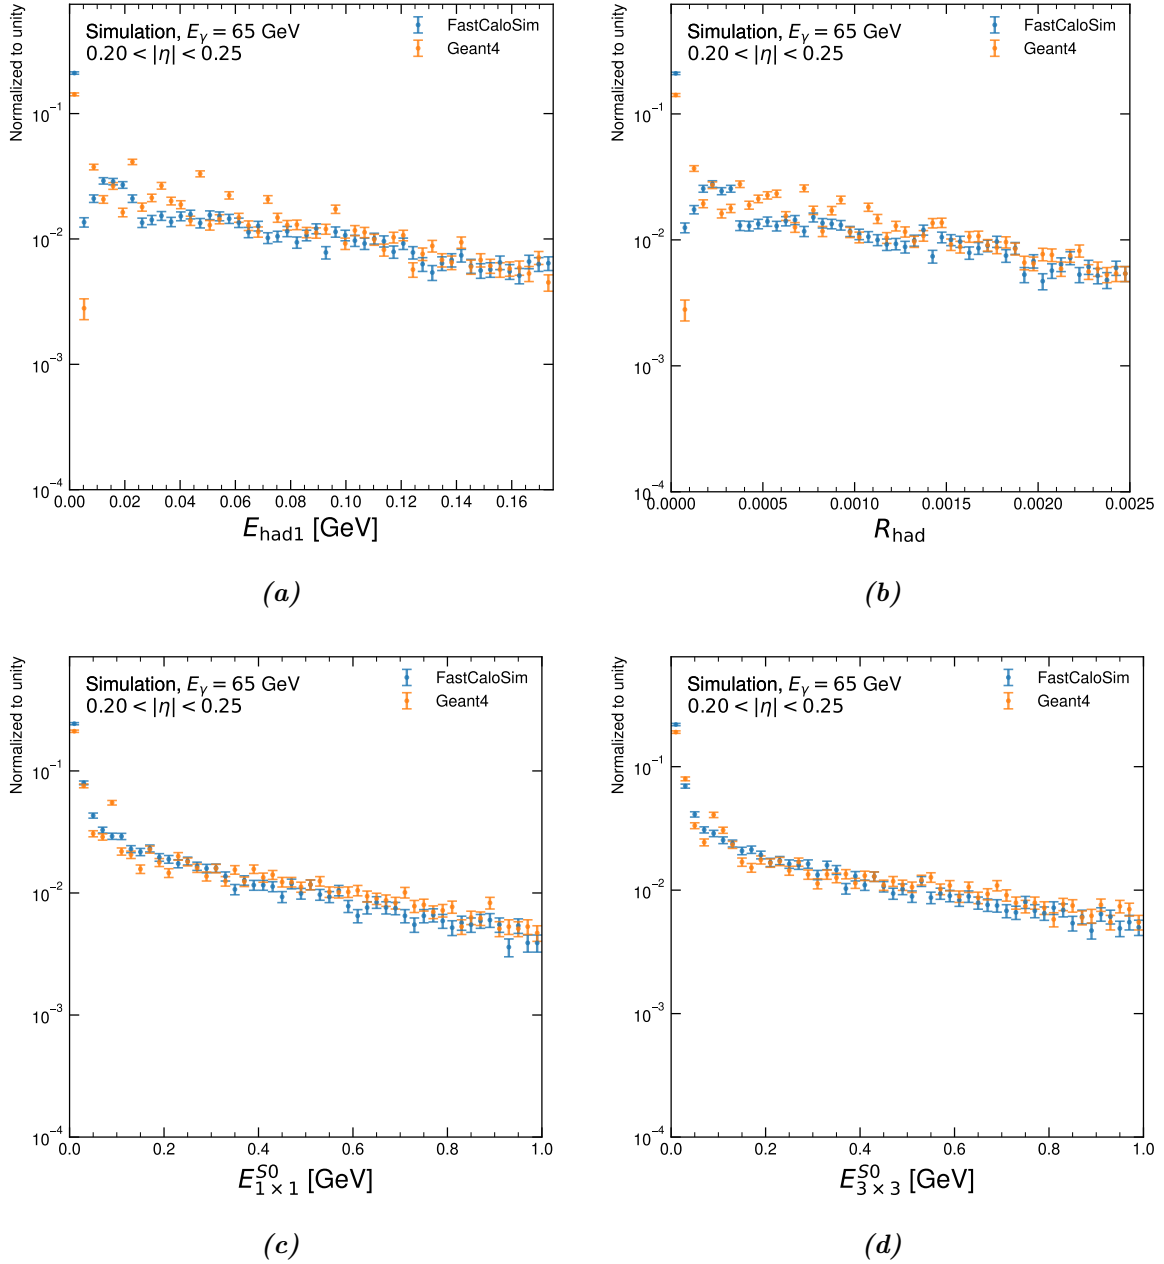 Normalized to unity
Simulation, Eγ = 65 GeV
0.20 < |η| < 0.25
FastCaloSim
Geant4
10⁻¹
10⁻²
10⁻³
10⁻⁴
0.00 0.02 0.04 0.06 0.08 0.10 0.12 0.14 0.16
E_had1 [GeV]
(a)
Normalized to unity
Simulation, Eγ = 65 GeV
0.20 < |η| < 0.25
FastCaloSim
Geant4
10⁻¹
10⁻²
10⁻³
10⁻⁴
0.0000 0.0005 0.0010 0.0015 0.0020 0.0025
R_had
(b)
Normalized to unity
Simulation, Eγ = 65 GeV
0.20 < |η| < 0.25
FastCaloSim
Geant4
10⁻¹
10⁻²
10⁻³
10⁻⁴
0.0 0.2 0.4 0.6 0.8 1.0
E^S0_1×1 [GeV]
(c)
Normalized to unity
Simulation, Eγ = 65 GeV
0.20 < |η| < 0.25
FastCaloSim
Geant4
10⁻¹
10⁻²
10⁻³
10⁻⁴
0.0 0.2 0.4 0.6 0.8 1.0
E^S0_3×3 [GeV]
(d)